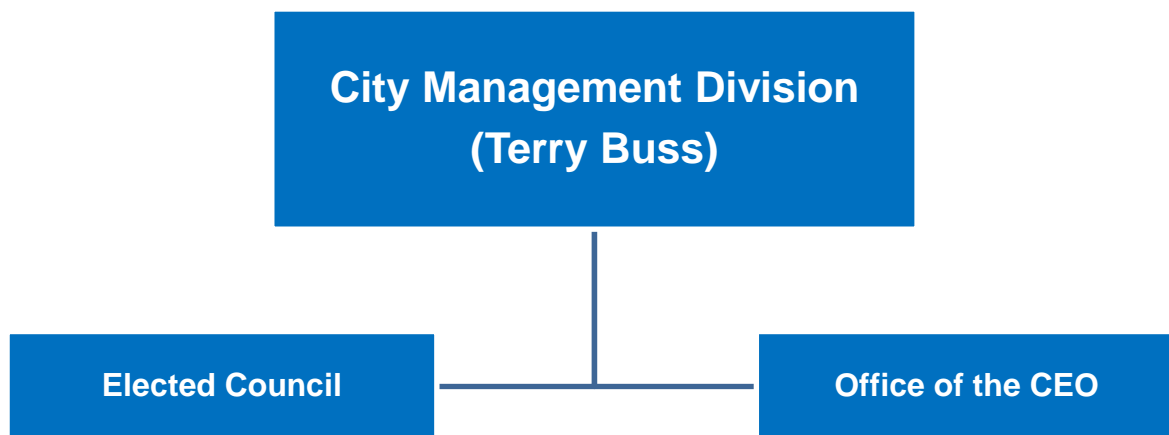 City Management Division
(Terry Buss)
Elected Council
Office of the CEO